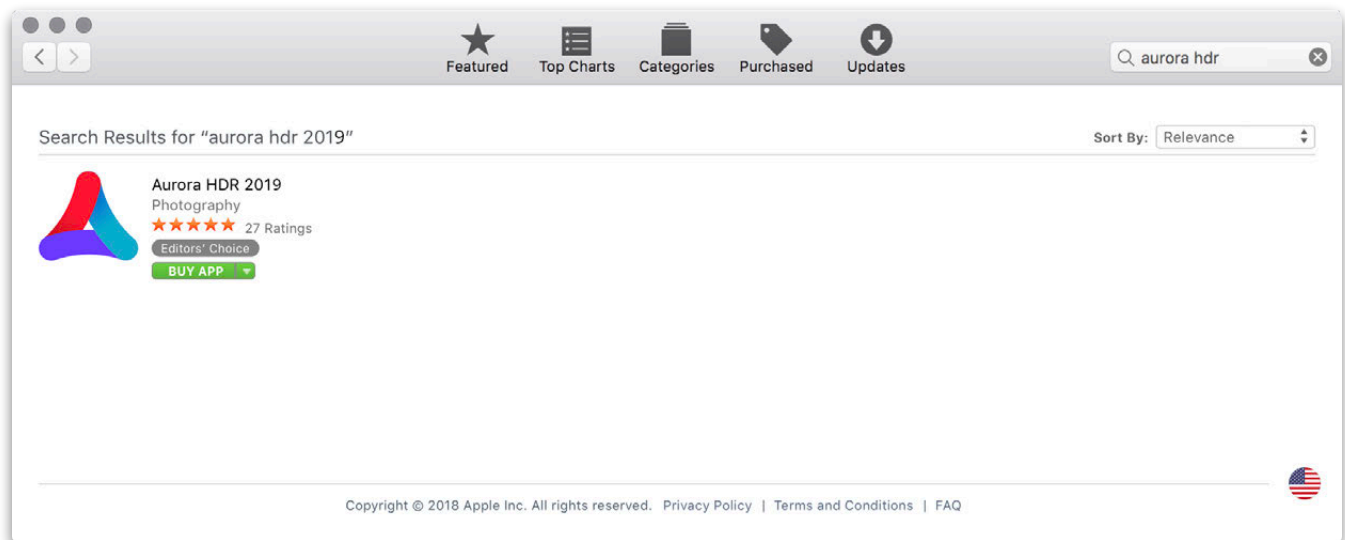 Featured Top Charts Categories Purchased Updates
aurora hdr
Search Results for “aurora hdr 2019”
Sort By: Relevance
Aurora HDR 2019
Photography
27 Ratings
Editors' Choice
BUY APP
Copyright © 2018 Apple Inc. All rights reserved. Privacy Policy | Terms and Conditions | FAQ